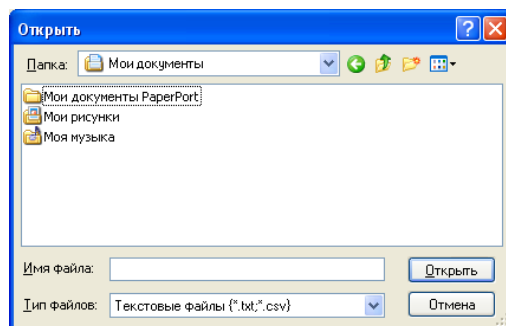 Открыть
Папка: Мои документы
Мои документы PaperPort
Мои рисунки
Моя музыка
Имя файла: Открыть
Тип файлов: Текстовые файлы {*.txt;*.csv} Отмена